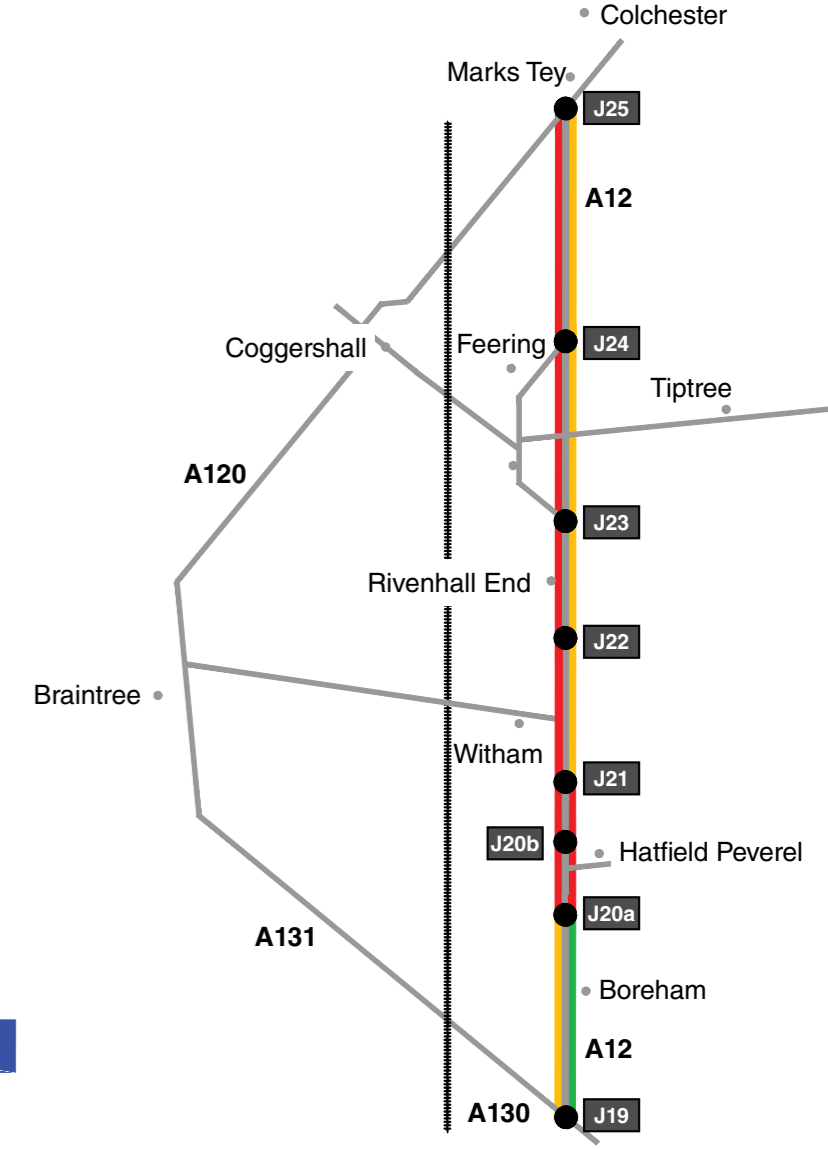 Colchester
Marks Tey
J25
A12
Coggershall
Feering
J24
Tiptree
A120
J23
Rivenhall End
J22
Braintree
Witham
J21
J20b
Hatfield Peverel
J20a
A131
Boreham
A12
A130
J19